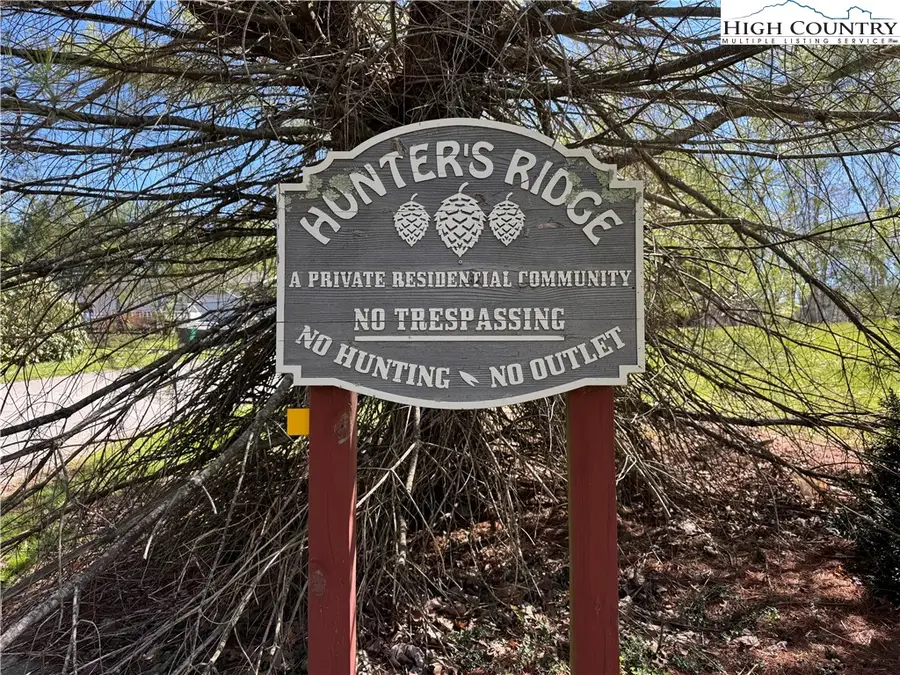 HIGH COUNTRY
MULTIPLE LISTING SERVICE
HUNTER'S RIDGE
A PRIVATE RESIDENTIAL COMMUNITY
NO TRESPASSING
NO HUNTING NO OUTLET